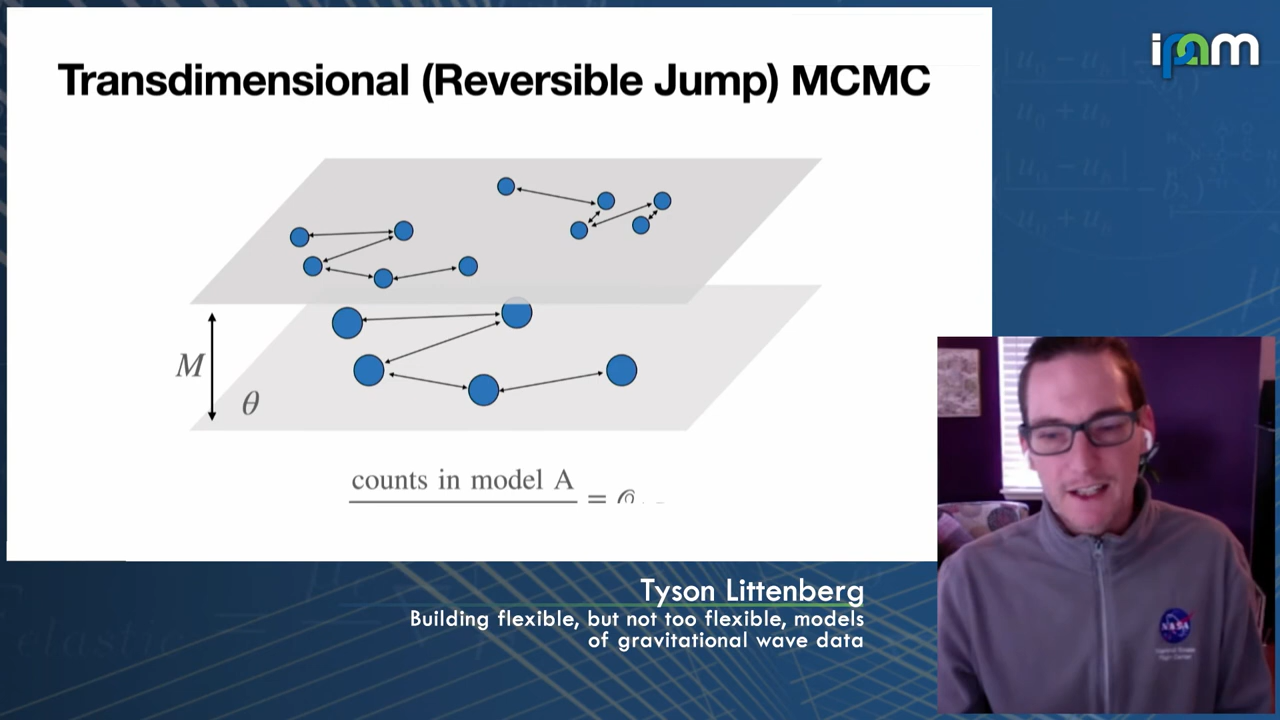 ipam
Transdimensional (Reversible Jump) MCMC
M
θ
counts in model A
=
Tyson Littenberg
Building flexible, but not too flexible, models
of gravitational wave data
NASA